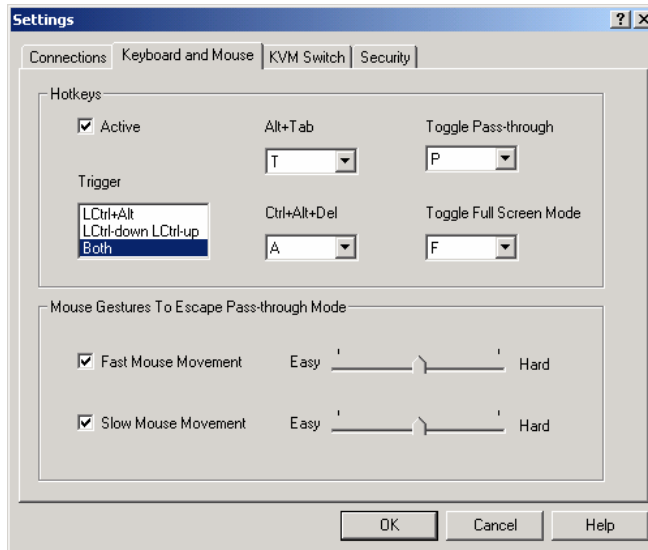 Settings
Connections Keyboard and Mouse KVM Switch Security
Hotkeys
Active
Alt+Tab
Toggle Pass-through
T
P
Trigger
LCtrl+Alt
LCtrl-down LCtrl-up
Both
Ctrl+Alt+Del
Toggle Full Screen Mode
A
F
Mouse Gestures To Escape Pass-through Mode
Fast Mouse Movement Easy Hard
Slow Mouse Movement Easy Hard
OK Cancel Help